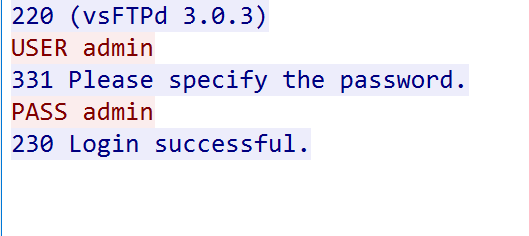 220 (vsFTPd 3.0.3)
USER admin
331 Please specify the password.
PASS admin
230 Login successful.